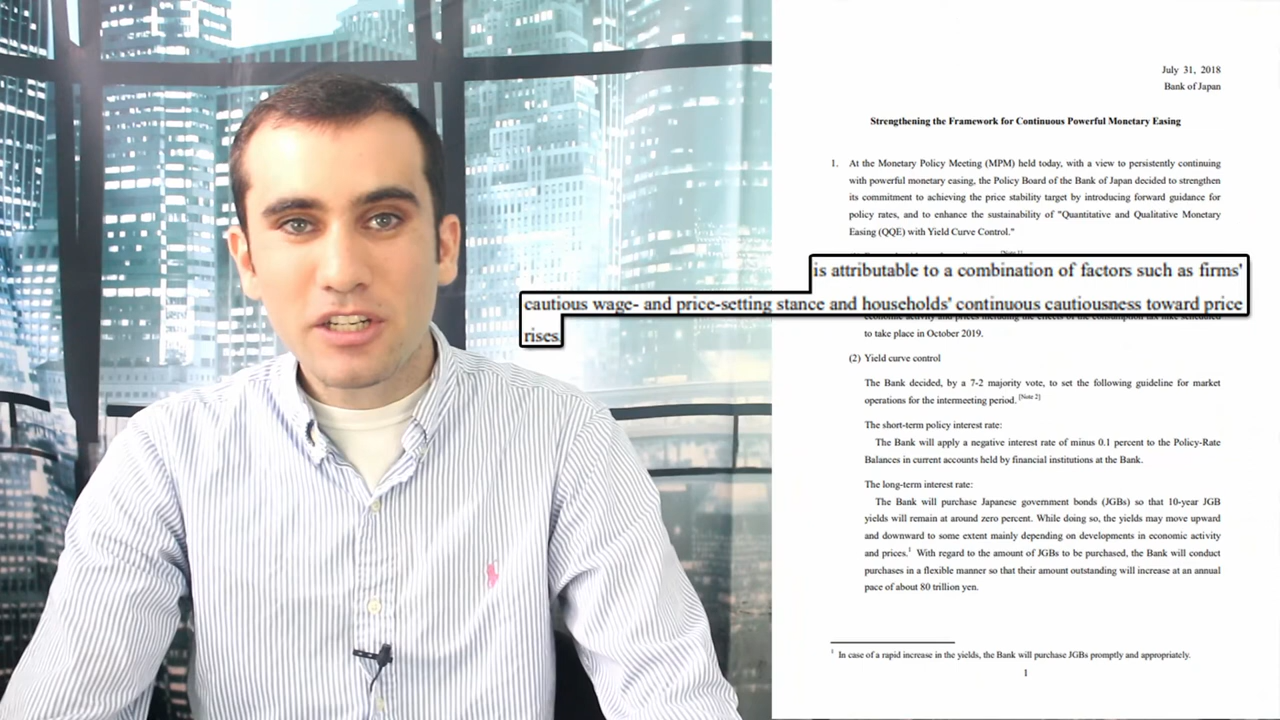 July 31, 2018
Bank of Japan
Strengthening the Framework for Continuous Powerful Monetary Easing
1. At the Monetary Policy Meeting (MPM) held today, with a view to persistently continuing
with powerful monetary easing, the Policy Board of the Bank of Japan decided to strengthen
its commitment to achieving the price stability target by introducing forward guidance for
policy rates, and to enhance the sustainability of "Quantitative and Qualitative Monetary
Easing (QQE) with Yield Curve Control."
is attributable to a combination of factors such as firms'
cautious wage- and price-setting stance and households' continuous cautiousness toward price
rises
to take place in October 2019.
(2) Yield curve control
The Bank decided, by a 7-2 majority vote, to set the following guideline for market
operations for the intermeeting period. [Note 2]
The short-term policy interest rate:
The Bank will apply a negative interest rate of minus 0.1 percent to the Policy-Rate
Balances in current accounts held by financial institutions at the Bank.
The long-term interest rate:
The Bank will purchase Japanese government bonds (JGBs) so that 10-year JGB
yields will remain at around zero percent. While doing so, the yields may move upward
and downward to some extent mainly depending on developments in economic activity
and prices.1 With regard to the amount of JGBs to be purchased, the Bank will conduct
purchases in a flexible manner so that their amount outstanding will increase at an annual
pace of about 80 trillion yen.
1 In case of a rapid increase in the yields, the Bank will purchase JGBs promptly and appropriately.
1